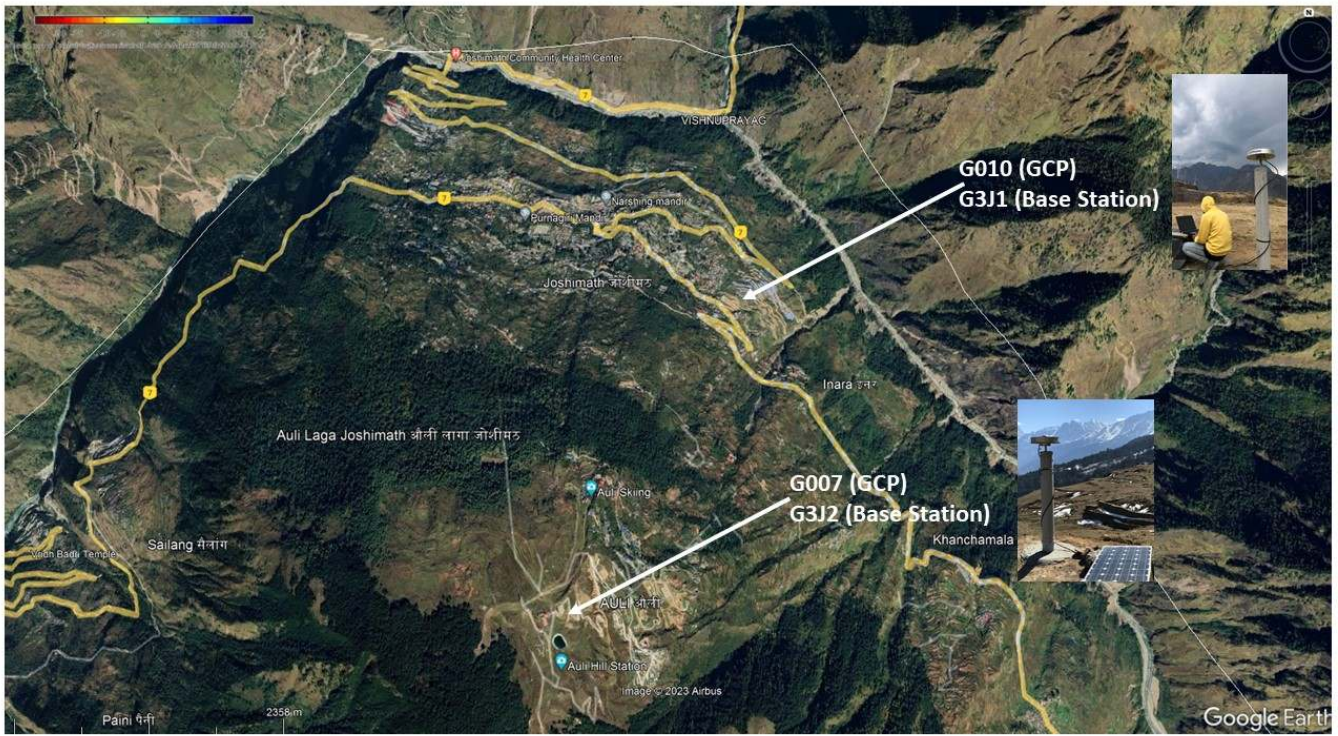 N
H
Joshimath Community Health Center
7
VISHNUPRAYAG
G010 (GCP)
G3J1 (Base Station)
7
Narshing mandir
Purnagiri Mandir
7
Joshimath जोशीमठ
Inara इनर
7
Auli Laga Joshimath औली लागा जोशीमठ
G007 (GCP)
G3J2 (Base Station)
Auli Skiing
Khanchamala
Sailang सैलांग
Vridh Badri Temple
AULI औली
Auli Hill Station
Image © 2023 Airbus
2358 m
Paini पैनी
Google Earth